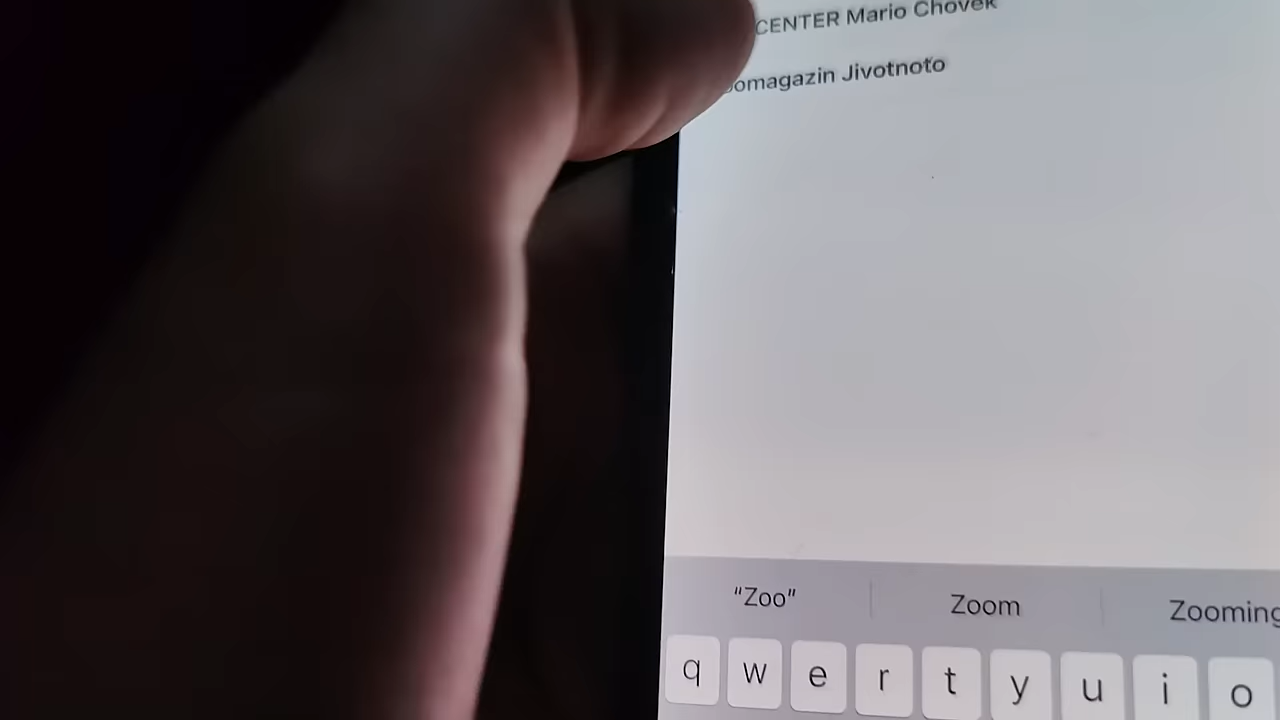 CENTER Mario Chovek
omagazin Jivotnoto
"Zoo" Zoom Zooming
q w e r t y u i o